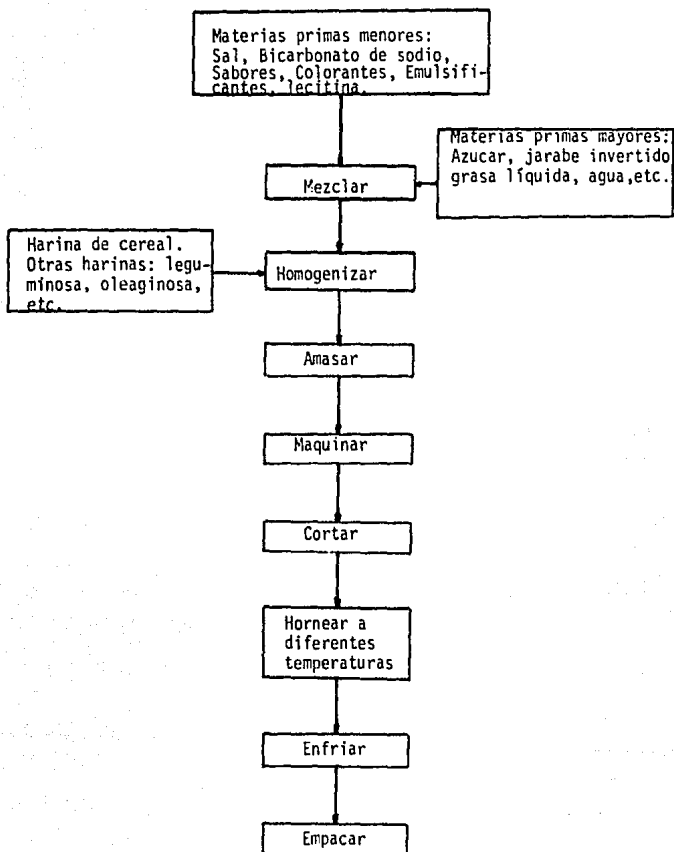 Materias primas menores:
Sal, Bicarbonato de sodio,
Sabores, Colorantes, Emulsifi-
cantes, lecitina.
Materias primas mayores:
Azucar, jarabe invertido
grasa líquida, agua,etc.
Mezclar
Harina de cereal.
Otras harinas: legu-
minosa, oleaginosa,
etc.
Homogenizar
Amasar
Maquinar
Cortar
Hornear a
diferentes
temperaturas
Enfriar
Empacar